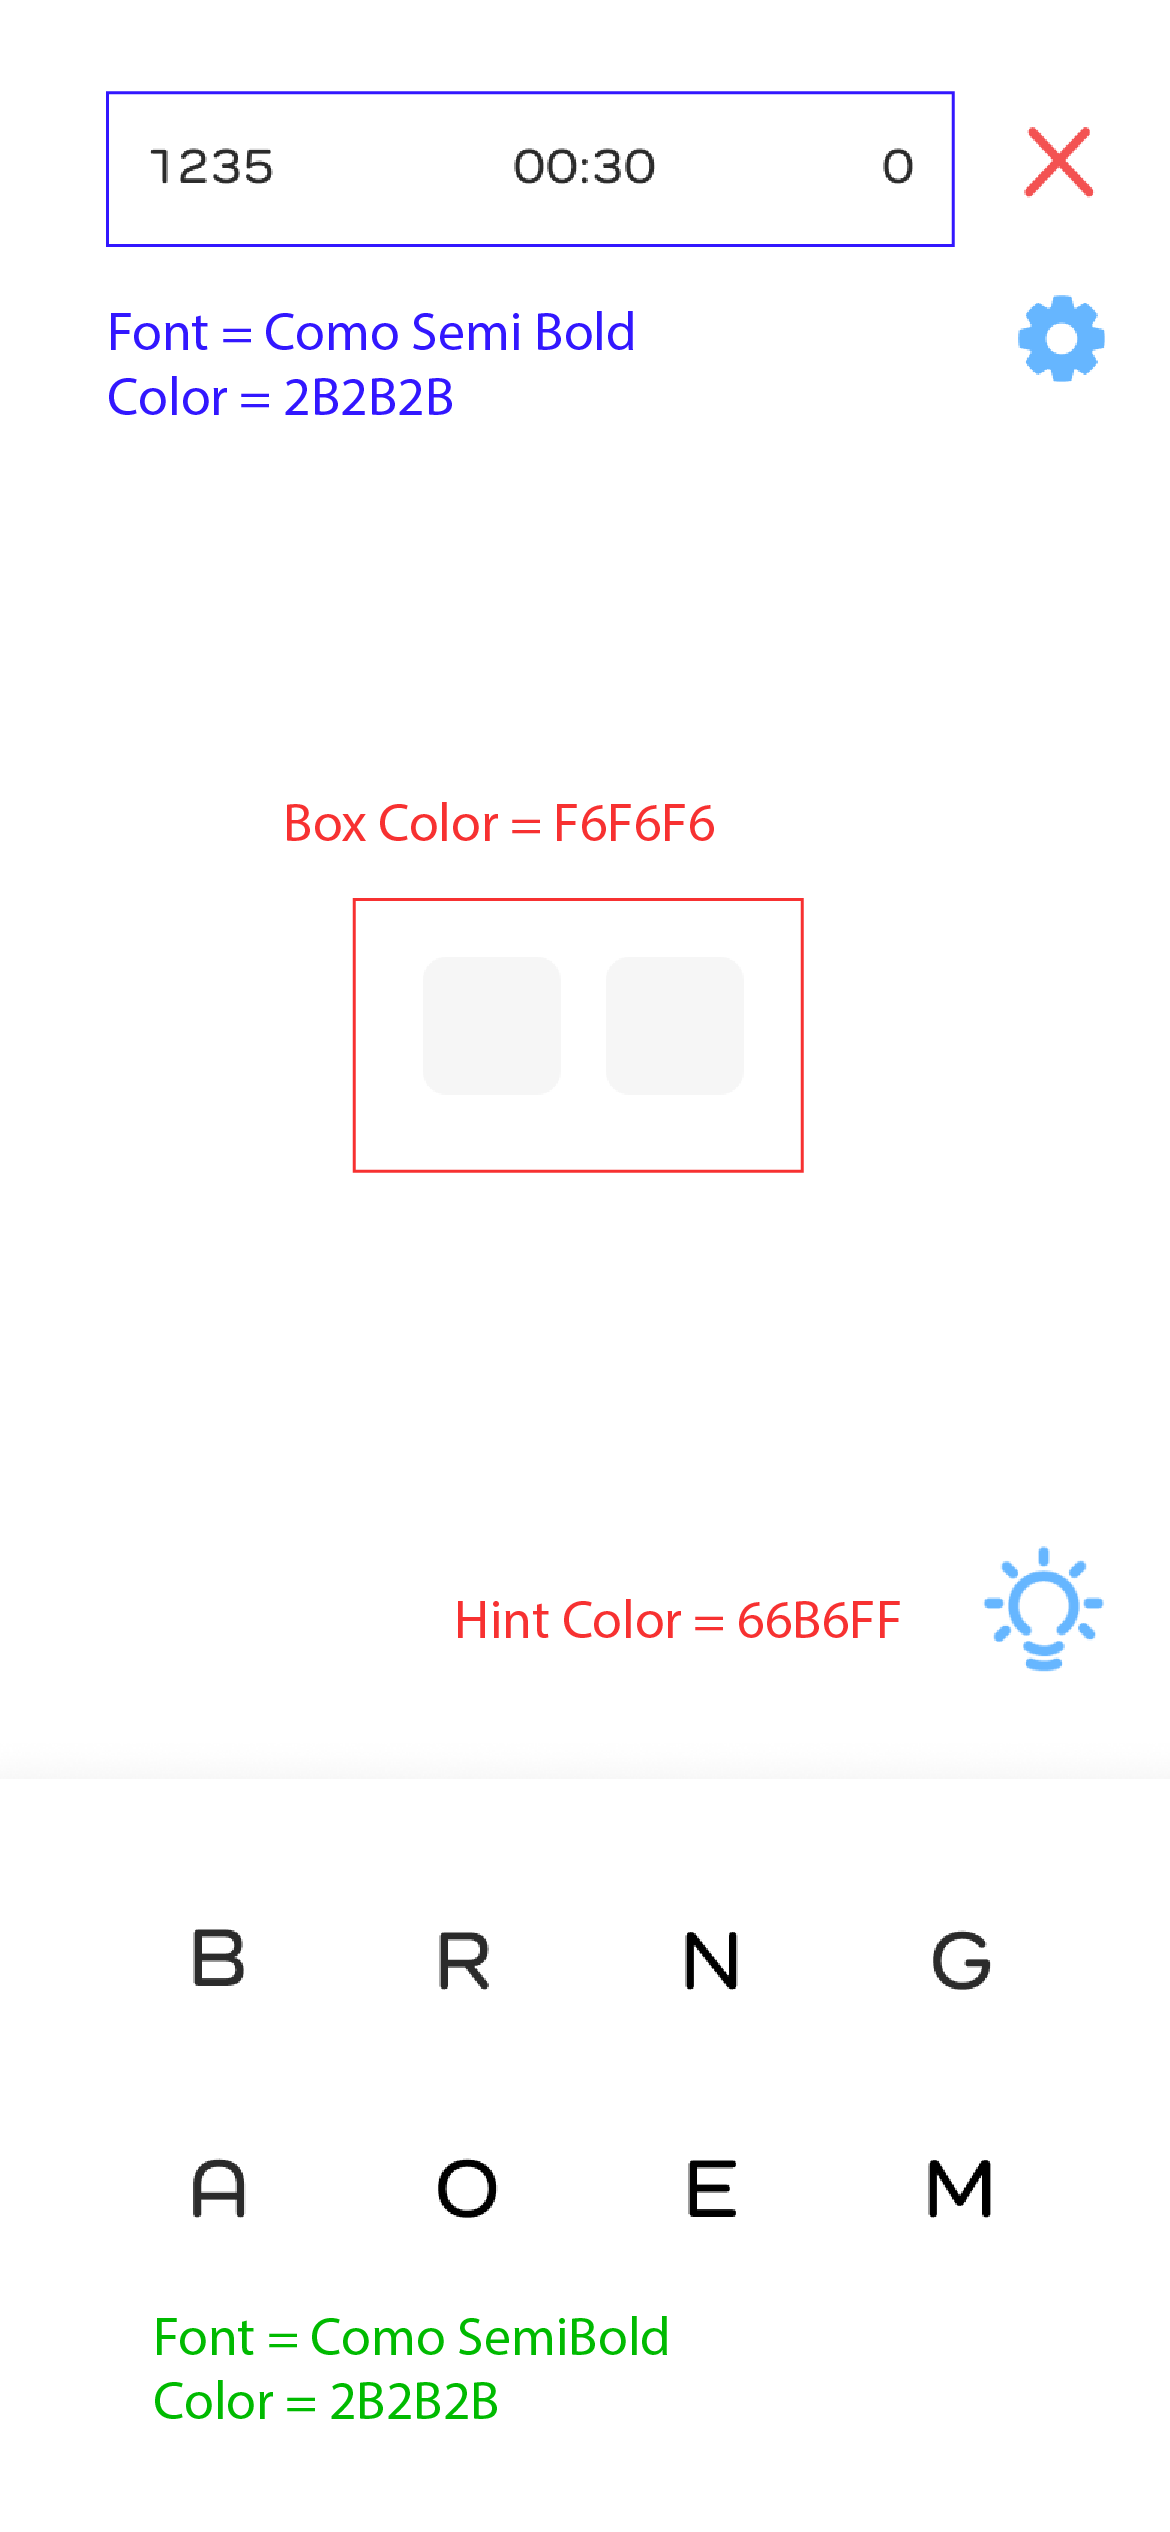 1235 00:30 0
Font = Como Semi Bold
Color = 2B2B2B
Box Color = F6F6F6
Hint Color = 66B6FF
B R N G
A O E M
Font = Como SemiBold
Color = 2B2B2B